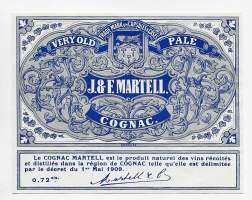 VERY OLD
PALE
J. & F. MARTELL.
COGNAC.
Le COGNAC MARTELL est le produit naturel des vins récoltés
et distillés dans la région de COGNAC telle qu'elle est délimitée
par le décret du 1er Mai 1909.
0.72
Martell & Co